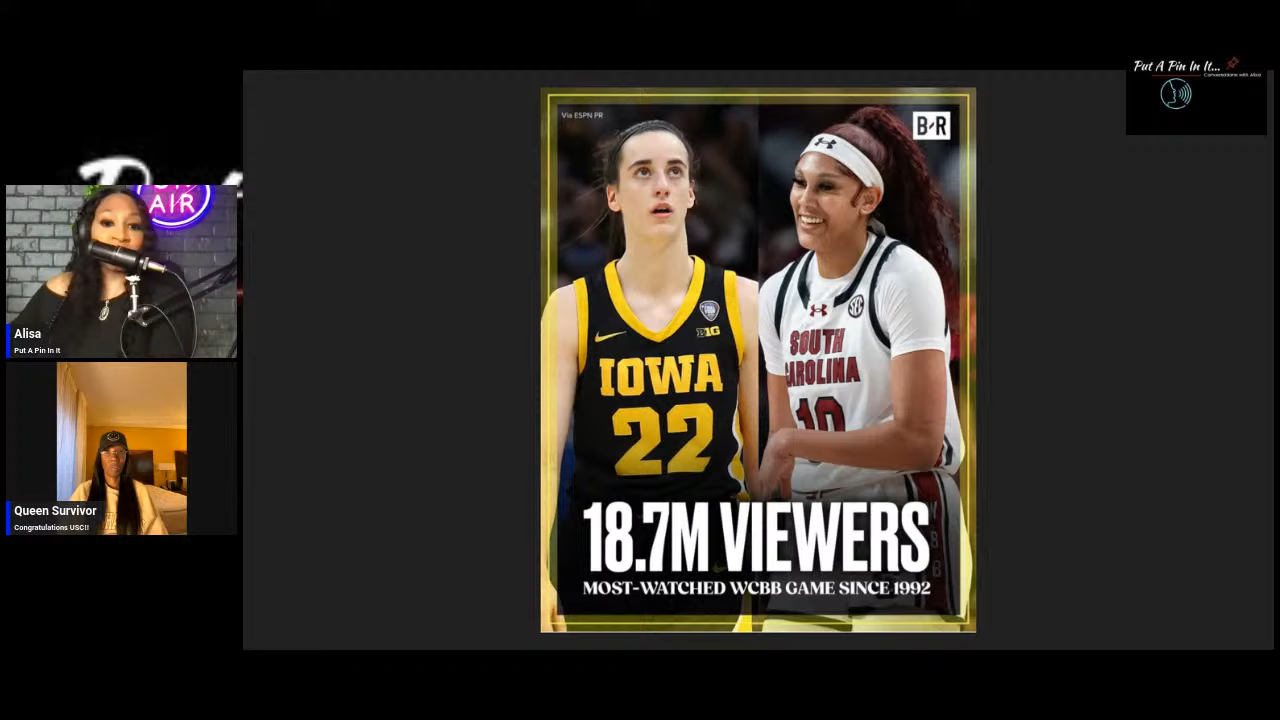 Put A Pin In It...
Conversations with Alisa
Via ESPN PR
B/R
SEC
AIR
B1G
IOWA
SOUTH
CAROLINA
22
10
Alisa
Put A Pin In It
Queen Survivor
Congratulations USC!!
18.7M VIEWERS
MOST-WATCHED WCBB GAME SINCE 1992